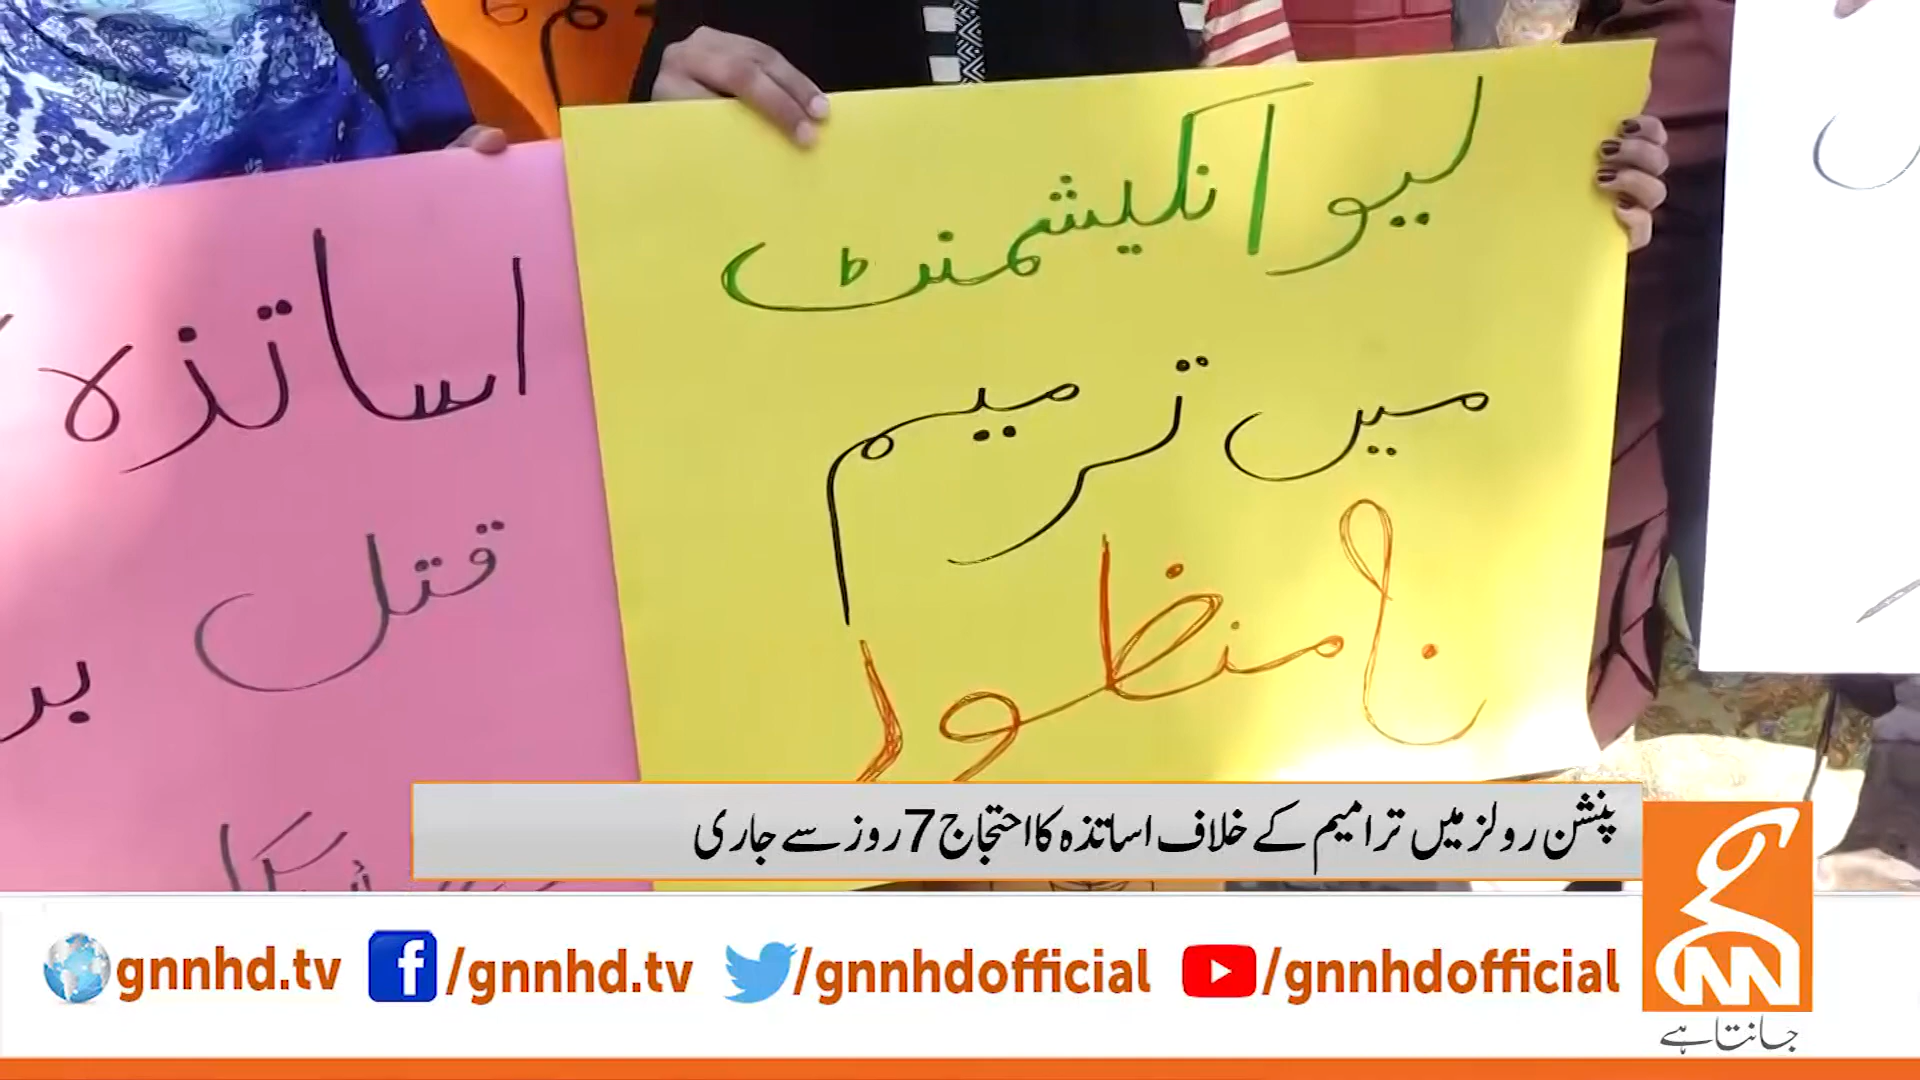 لیو انکیشمنٹ
میں ترمیم
نامنظور
اساتذہ
قتل
پنشن رولز میں ترامیم کے خلاف اساتذہ کا احتجاج 7 روز سے جاری
gnnhd.tv /gnnhd.tv /gnnhdofficial /gnnhdofficial
GNN
جانتا ہے